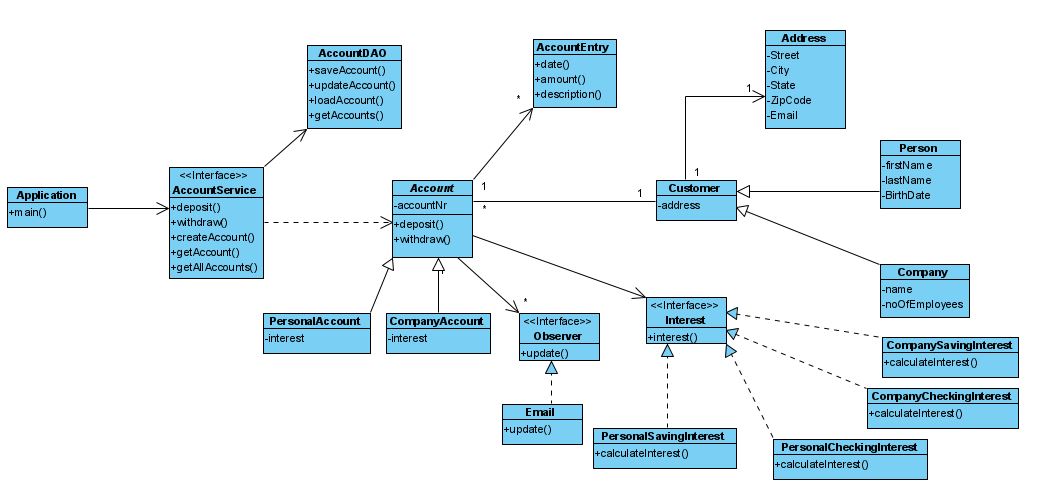 Address
-Street
-City
-State
-ZipCode
-Email
AccountEntry
+date()
+amount()
+description()
AccountDAO
+saveAccount()
+updateAccount()
+loadAccount()
+getAccounts()
*
1
1
Person
-firstName
-lastName
-BirthDate
<<Interface>>
AccountService
+deposit()
+withdraw()
+createAccount()
+getAccount()
+getAllAccounts()
Application
+main()
Account
-accountNr
+deposit()
+withdraw()
1
*
1
Customer
-address
Company
-name
-noOfEmployees
PersonalAccount
-interest
CompanyAccount
-interest
*
<<Interface>>
Observer
+update()
<<Interface>>
Interest
+interest()
CompanySavingInterest
+calculateInterest()
CompanyCheckingInterest
+calculateInterest()
Email
+update()
PersonalSavingInterest
+calculateInterest()
PersonalCheckingInterest
+calculateInterest()